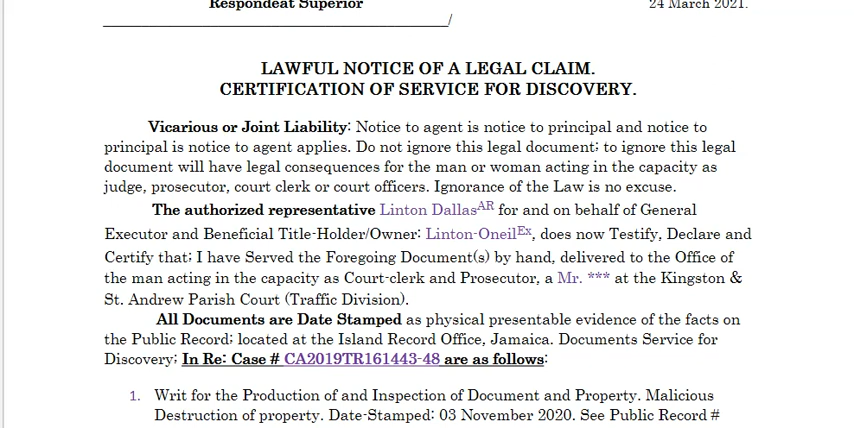 Respondeat Superior 24 March 2021.
/
LAWFUL NOTICE OF A LEGAL CLAIM.
CERTIFICATION OF SERVICE FOR DISCOVERY.
Vicarious or Joint Liability: Notice to agent is notice to principal and notice to
principal is notice to agent applies. Do not ignore this legal document; to ignore this legal
document will have legal consequences for the man or woman acting in the capacity as
judge, prosecutor, court clerk or court officers. Ignorance of the Law is no excuse.
The authorized representative Linton DallasAR for and on behalf of General
Executor and Beneficial Title-Holder/Owner: Linton-OneilEx, does now Testify, Declare and
Certify that; I have Served the Foregoing Document(s) by hand, delivered to the Office of
the man acting in the capacity as Court-clerk and Prosecutor, a Mr. *** at the Kingston &
St. Andrew Parish Court (Traffic Division).
All Documents are Date Stamped as physical presentable evidence of the facts on
the Public Record; located at the Island Record Office, Jamaica. Documents Service for
Discovery; In Re: Case # CA2019TR161443-48 are as follows:
1. Writ for the Production of and Inspection of Document and Property. Malicious
Destruction of property. Date-Stamped: 03 November 2020. See Public Record #